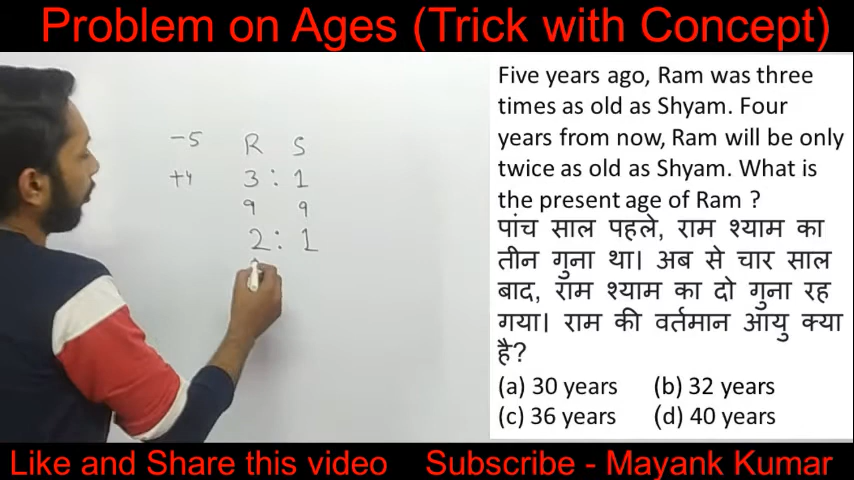 Problem on Ages (Trick with Concept)
-5 R S
+4 3 : 1
9 9
2 : 1
Five years ago, Ram was three
times as old as Shyam. Four
years from now, Ram will be only
twice as old as Shyam. What is
the present age of Ram ?
पांच साल पहले, राम श्याम का
तीन गुना था। अब से चार साल
बाद, राम श्याम का दो गुना रह
गया। राम की वर्तमान आयु क्या
है?
(a) 30 years (b) 32 years
(c) 36 years (d) 40 years
Like and Share this video Subscribe - Mayank Kumar